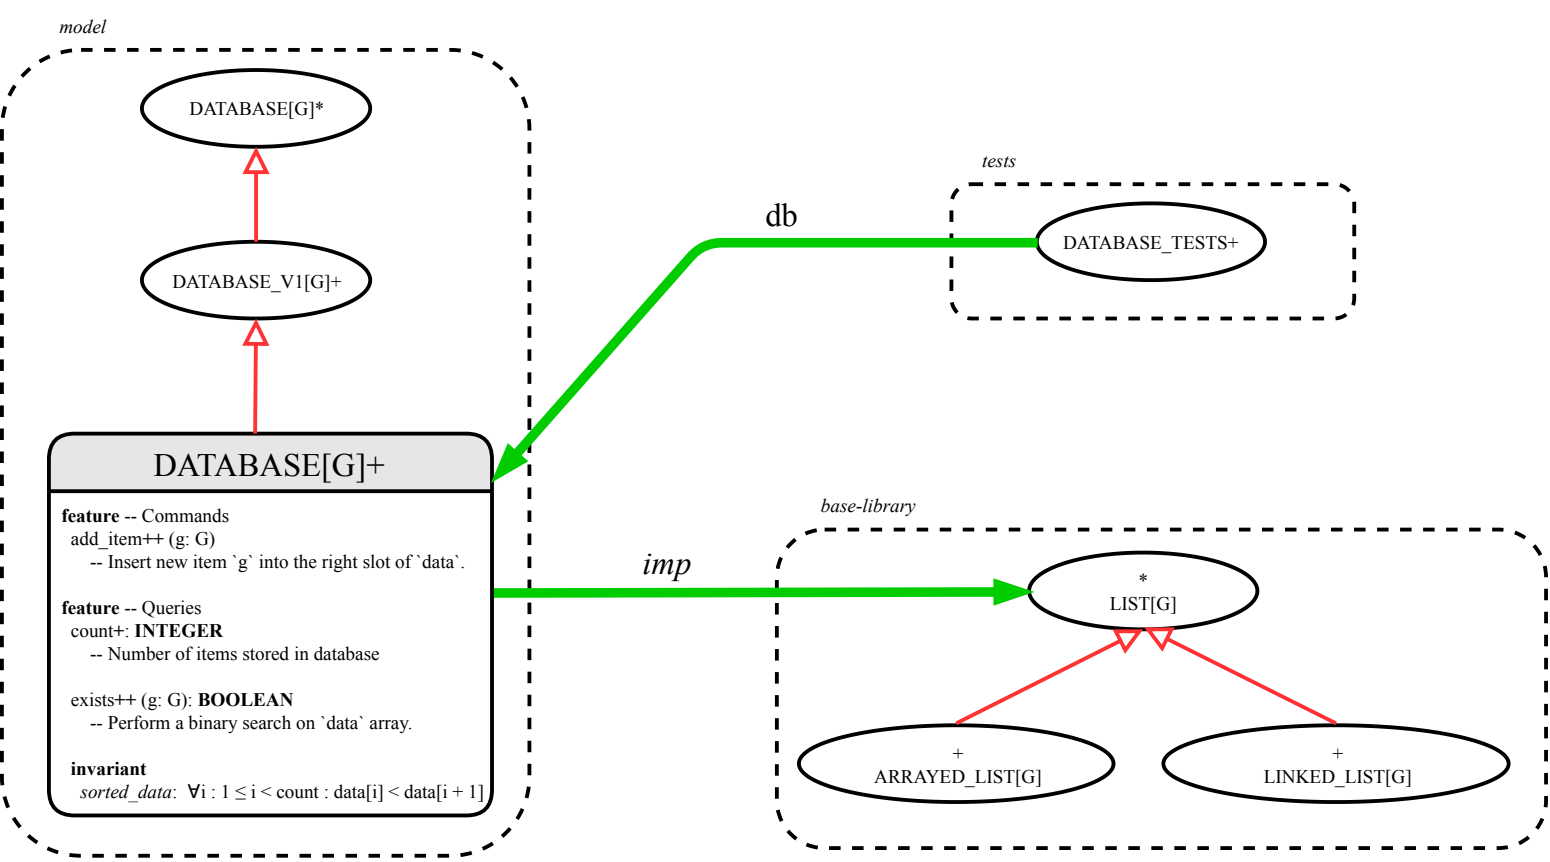 model
DATABASE[G]*
DATABASE_V1[G]+
DATABASE[G]+
feature -- Commands
add_item++ (g: G)
-- Insert new item `g` into the right slot of `data`.
feature -- Queries
count+: INTEGER
-- Number of items stored in database
exists++ (g: G): BOOLEAN
-- Perform a binary search on `data` array.
invariant
sorted_data: ∀i : 1 ≤ i < count : data[i] < data[i + 1]
db
tests
DATABASE_TESTS+
imp
base-library
*
LIST[G]
+
ARRAYED_LIST[G]
+
LINKED_LIST[G]